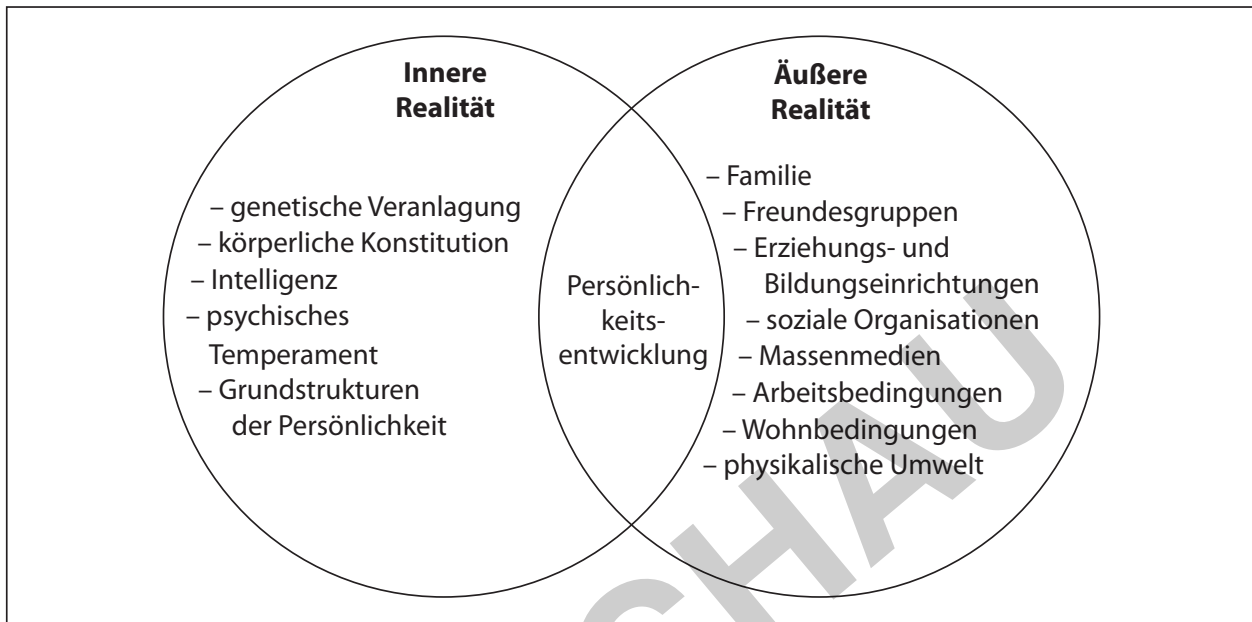 Innere
Realität
– genetische Veranlagung
– körperliche Konstitution
– Intelligenz
– psychisches
Temperament
– Grundstrukturen
der Persönlichkeit
Persönlich-
keits-
entwicklung
Äußere
Realität
– Familie
– Freundesgruppen
– Erziehungs- und
Bildungseinrichtungen
– soziale Organisationen
– Massenmedien
– Arbeitsbedingungen
– Wohnbedingungen
– physikalische Umwelt
CHAU